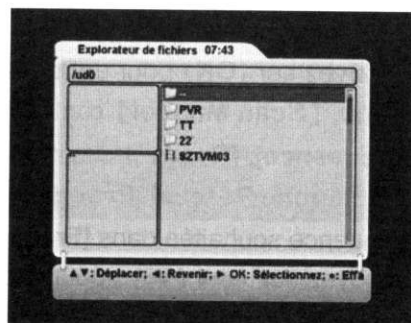 Explorateur de fichiers 07:43
/ud0
..
PVR
TT
22
SZTVM03
▲▼: Déplacer; ◄: Revenir; ► OK: Sélectionnez; ●: Effa